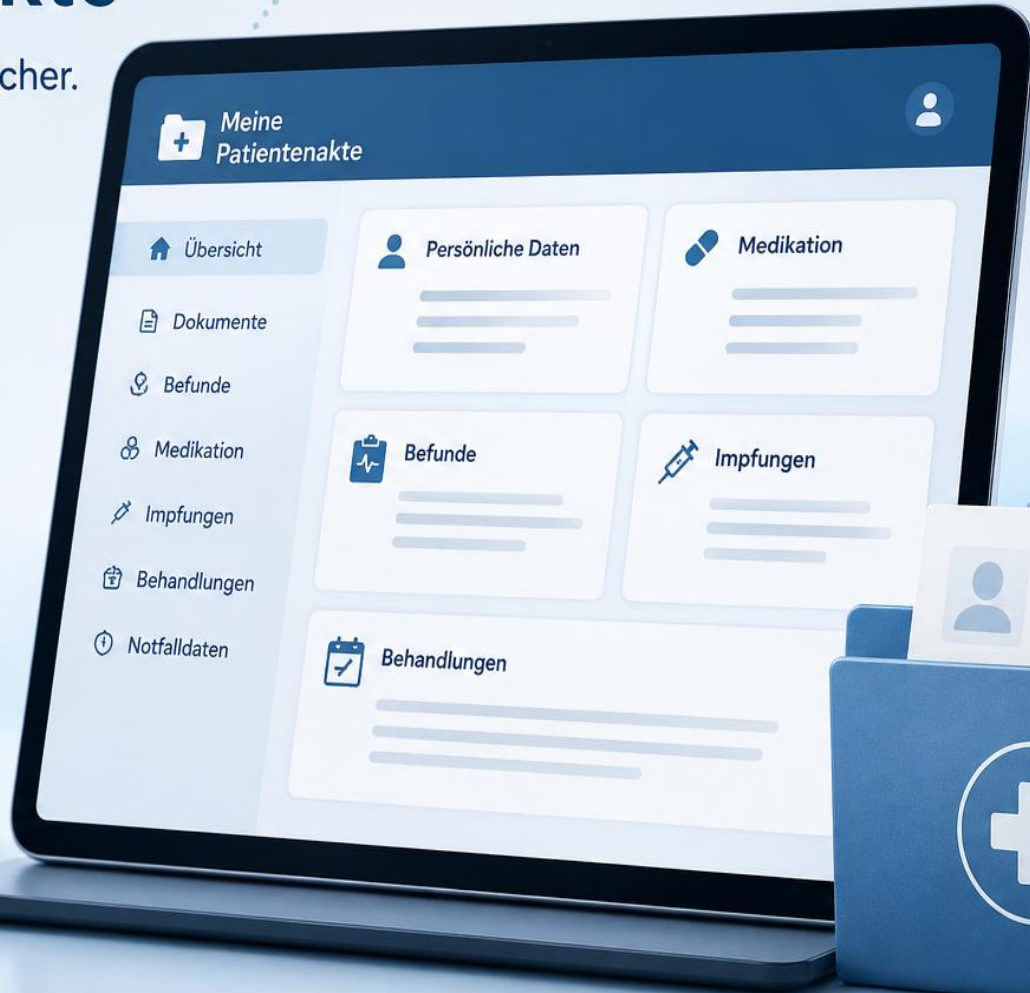 cher.
Meine
Patientenakte
Übersicht
Dokumente
Befunde
Medikation
Impfungen
Behandlungen
Notfalldaten
Persönliche Daten
Medikation
Befunde
Impfungen
Behandlungen